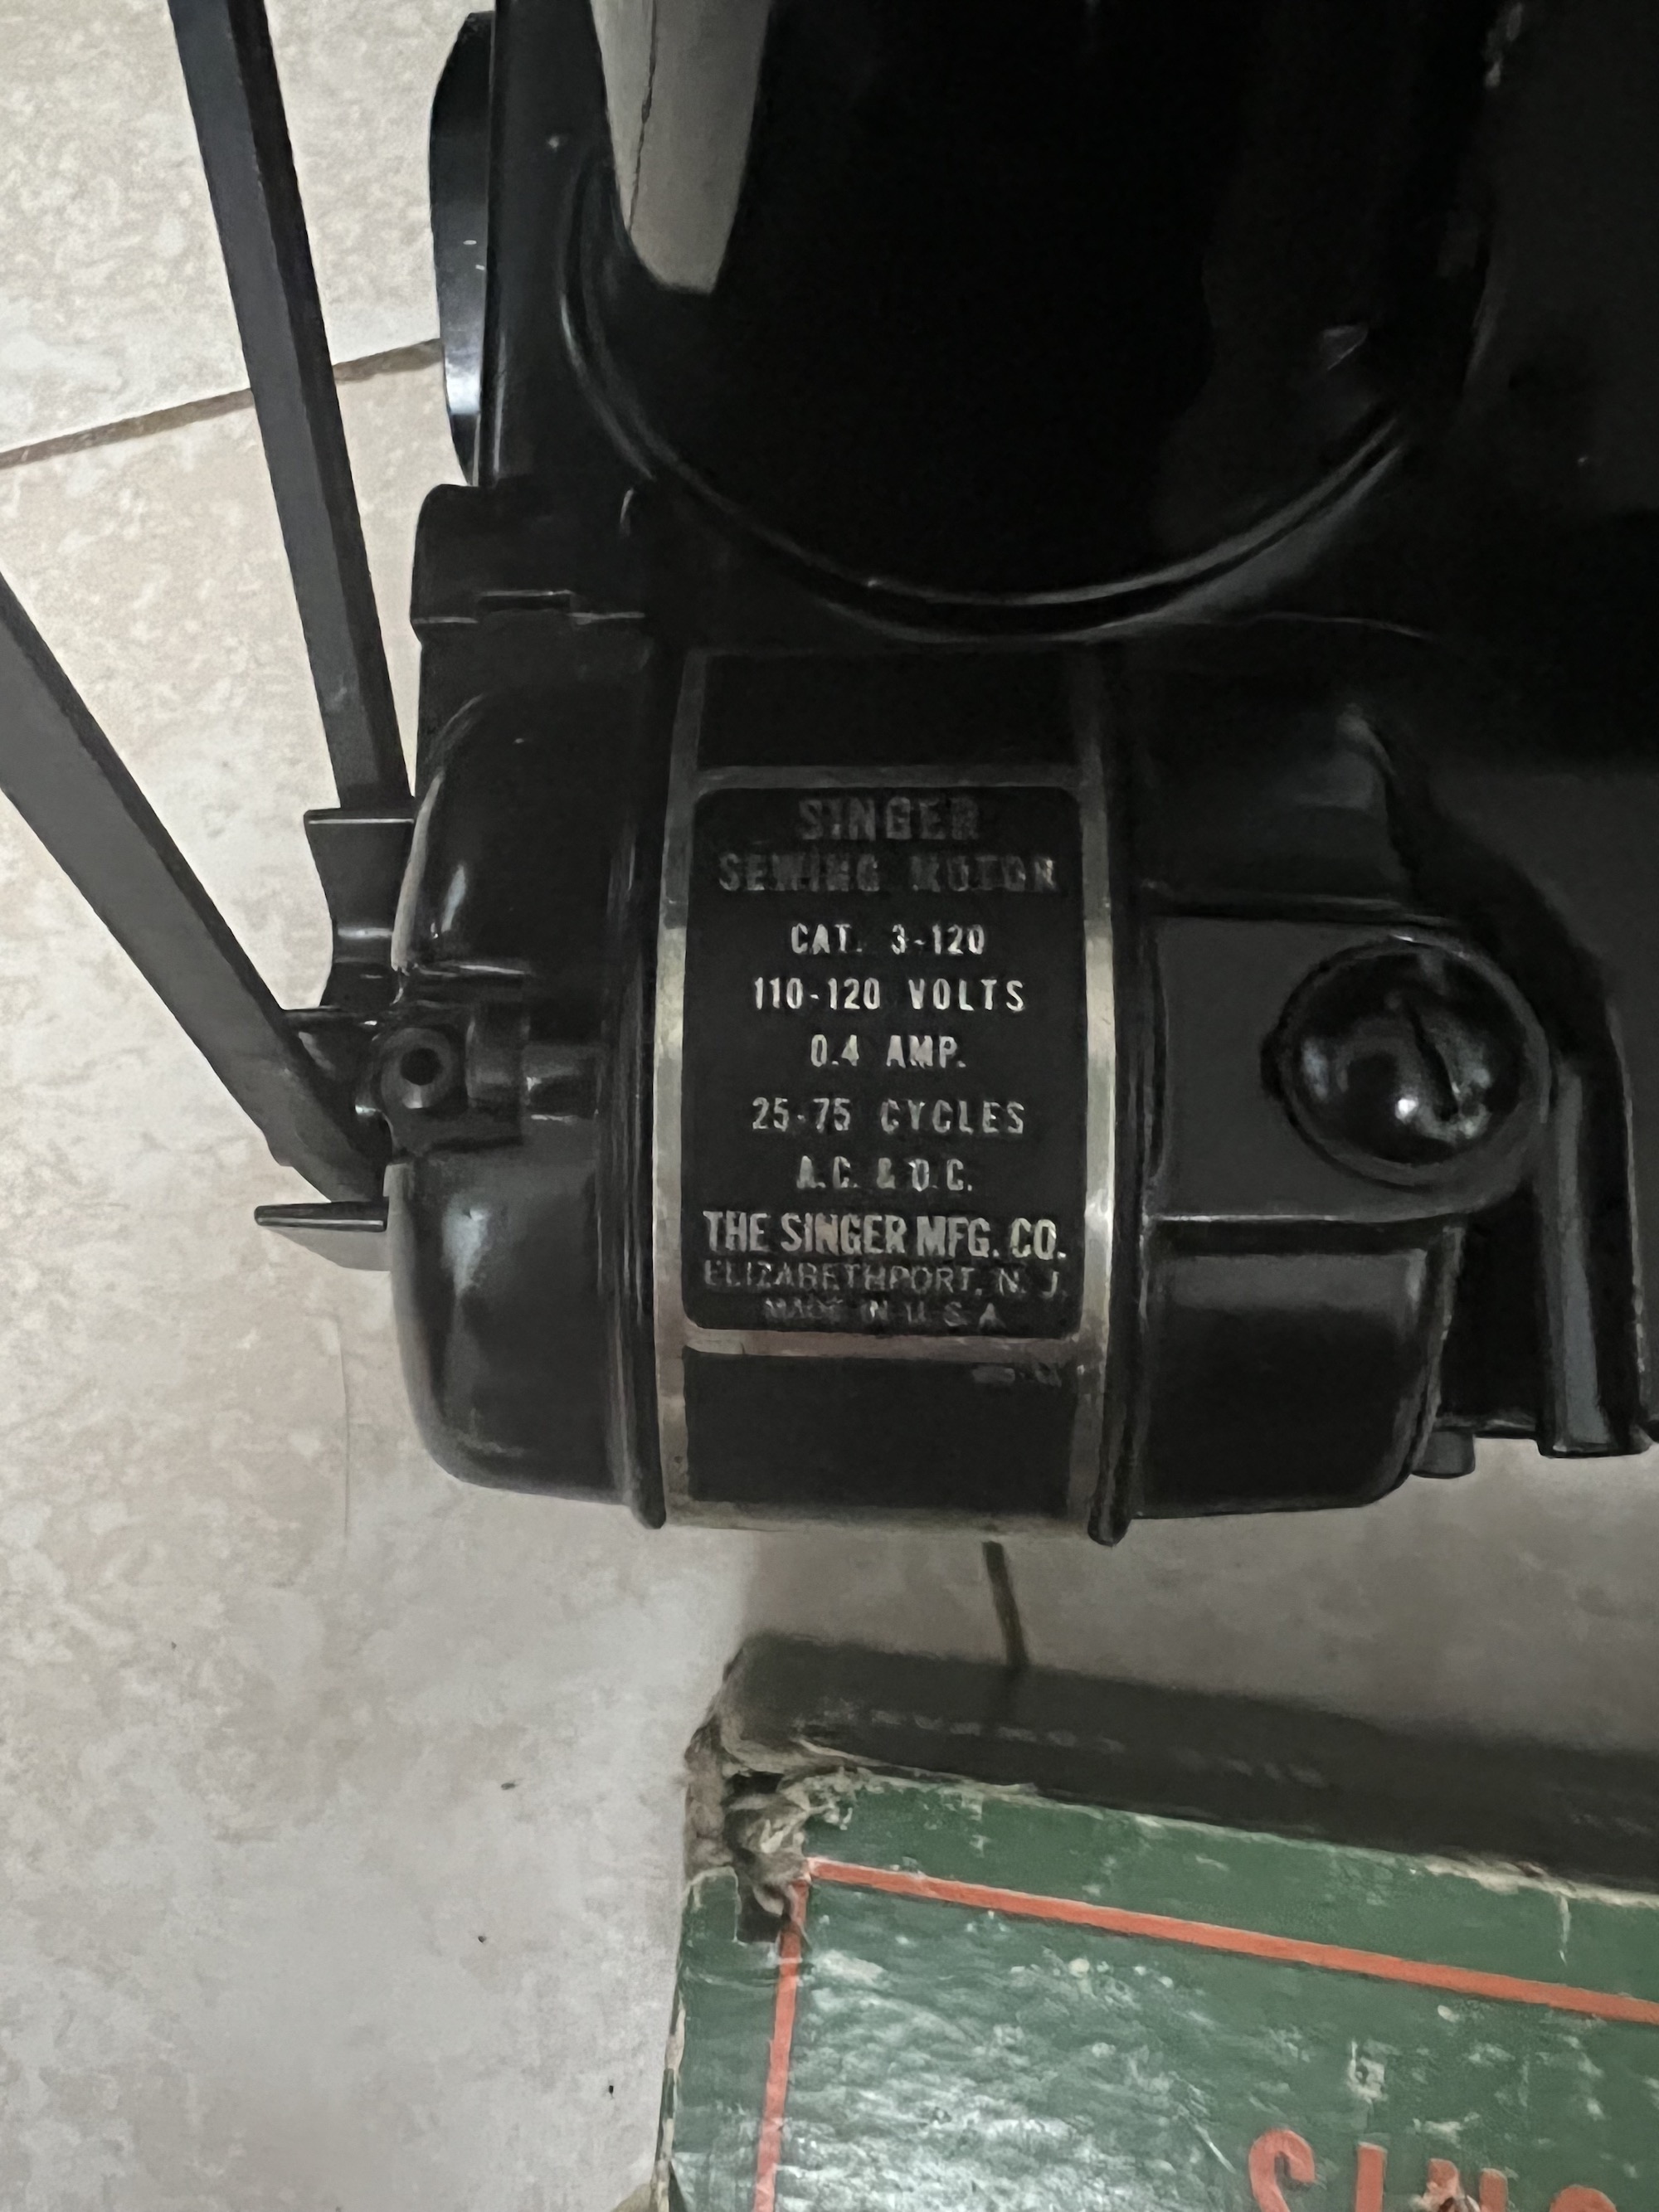 SINGER
SEWING MOTOR
CAT. 3-120
110-120 VOLTS
0.4 AMP.
25-75 CYCLES
A.C. & D.C.
THE SINGER MFG. CO.
ELIZABETHPORT, N. J.
MADE IN U. S. A.